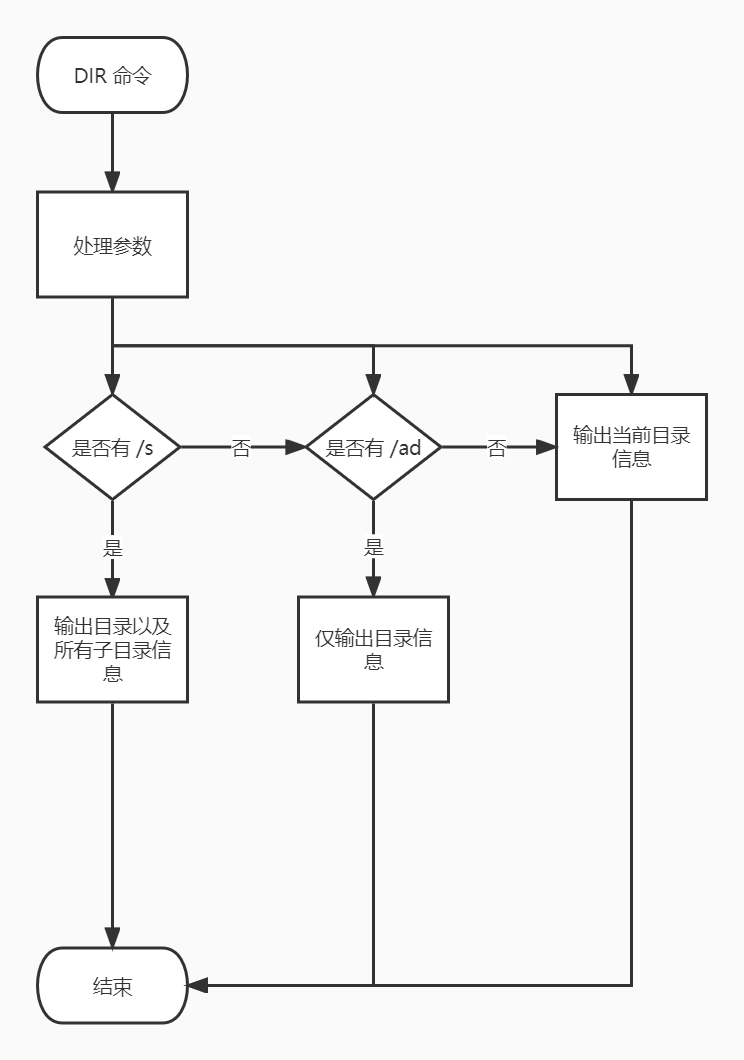 DIR 命令
处理参数
是否有 /s
否
是否有 /ad
否
输出当前目录
信息
是
是
输出目录以及
所有子目录信
息
仅输出目录信
息
结束